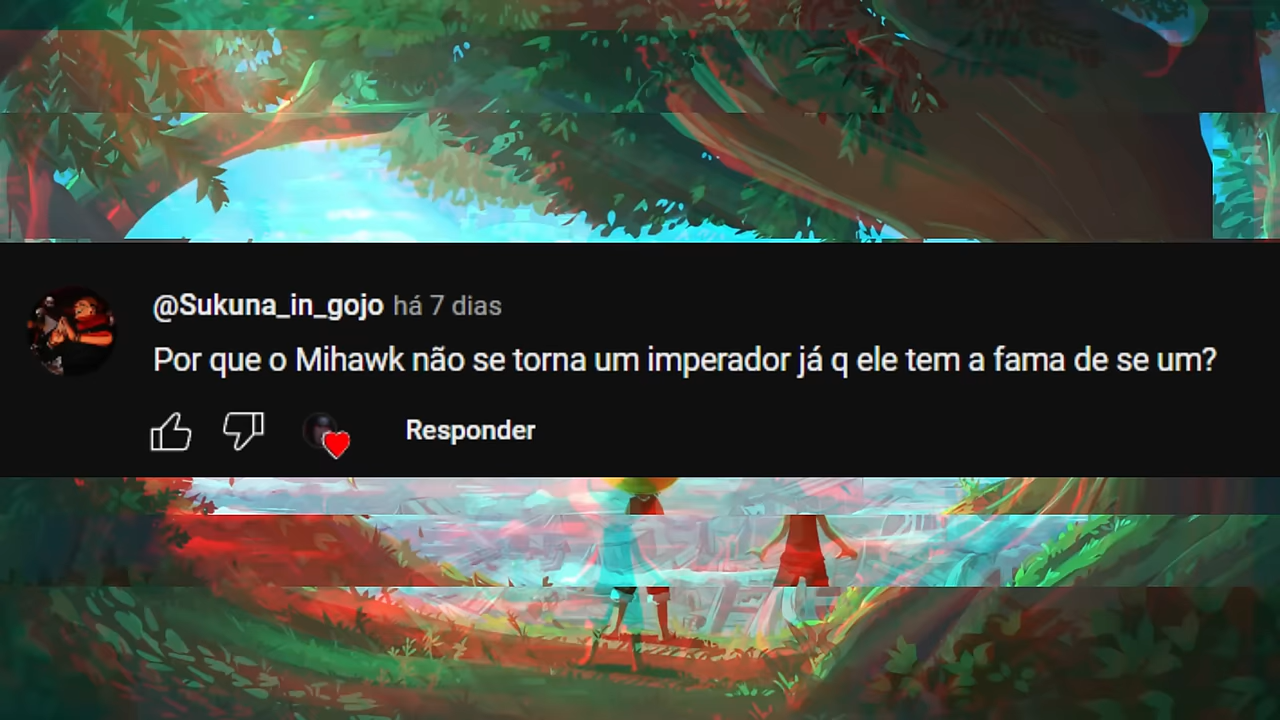 @Sukuna_in_gojo há 7 dias
Por que o Mihawk não se torna um imperador já q ele tem a fama de se um?
Responder